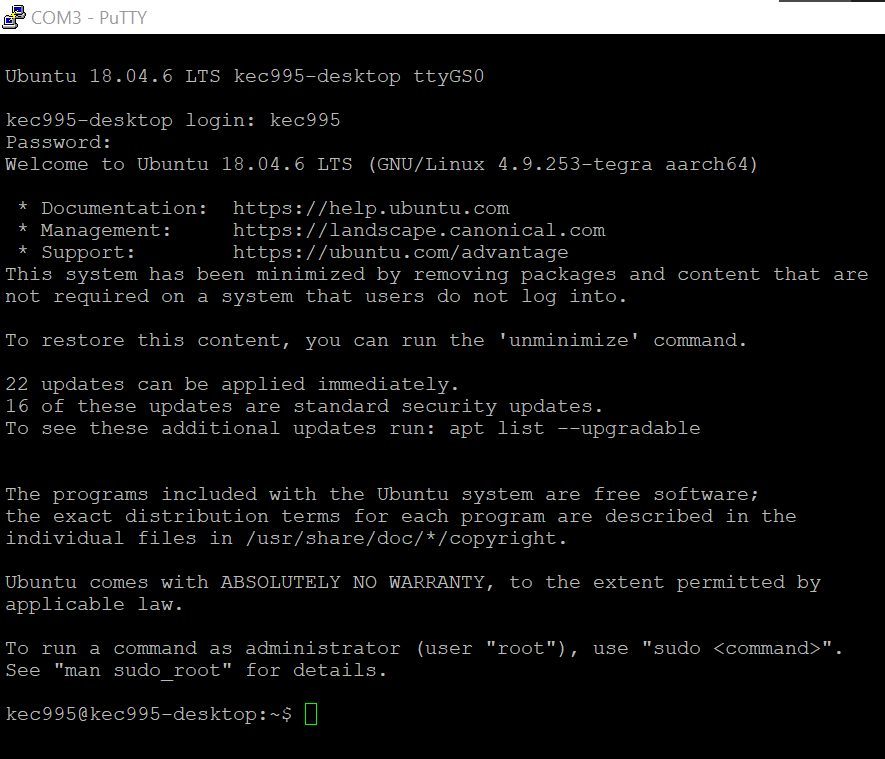 COM3 - PuTTY
Ubuntu 18.04.6 LTS kec995-desktop ttyGS0
kec995-desktop login: kec995
Password:
Welcome to Ubuntu 18.04.6 LTS (GNU/Linux 4.9.253-tegra aarch64)
* Documentation:  https://help.ubuntu.com
* Management:     https://landscape.canonical.com
* Support:        https://ubuntu.com/advantage
This system has been minimized by removing packages and content that are
not required on a system that users do not log into.
To restore this content, you can run the 'unminimize' command.
22 updates can be applied immediately.
16 of these updates are standard security updates.
To see these additional updates run: apt list --upgradable
The programs included with the Ubuntu system are free software;
the exact distribution terms for each program are described in the
individual files in /usr/share/doc/*/copyright.
Ubuntu comes with ABSOLUTELY NO WARRANTY, to the extent permitted by
applicable law.
To run a command as administrator (user "root"), use "sudo <command>".
See "man sudo_root" for details.
kec995@kec995-desktop:~$